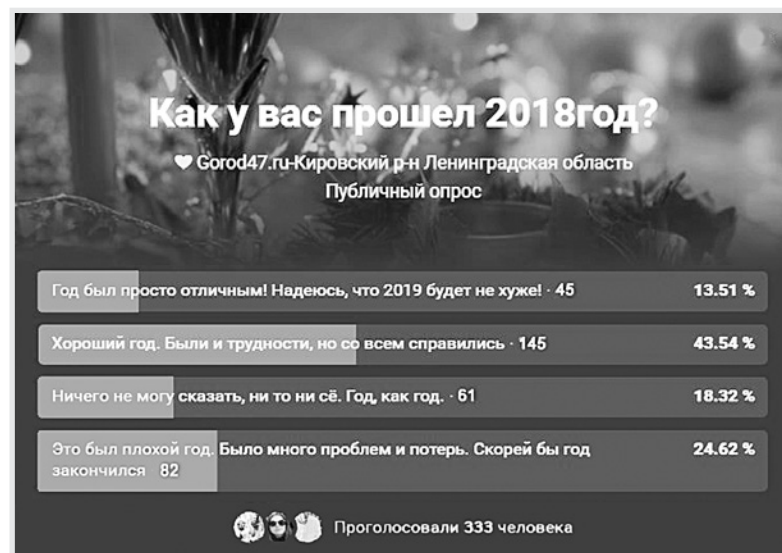 Как у вас прошел 2018год?
♥ Gorod47.ru-Кировский р-н Ленинградская область
Публичный опрос
Год был просто отличным! Надеюсь, что 2019 будет не хуже! · 45 13.51 %
Хороший год. Были и трудности, но со всем справились · 145 43.54 %
Ничего не могу сказать, ни то ни сё. Год, как год. · 61 18.32 %
Это был плохой год. Было много проблем и потерь. Скорей бы год 24.62 %
закончился 82
Проголосовали 333 человека